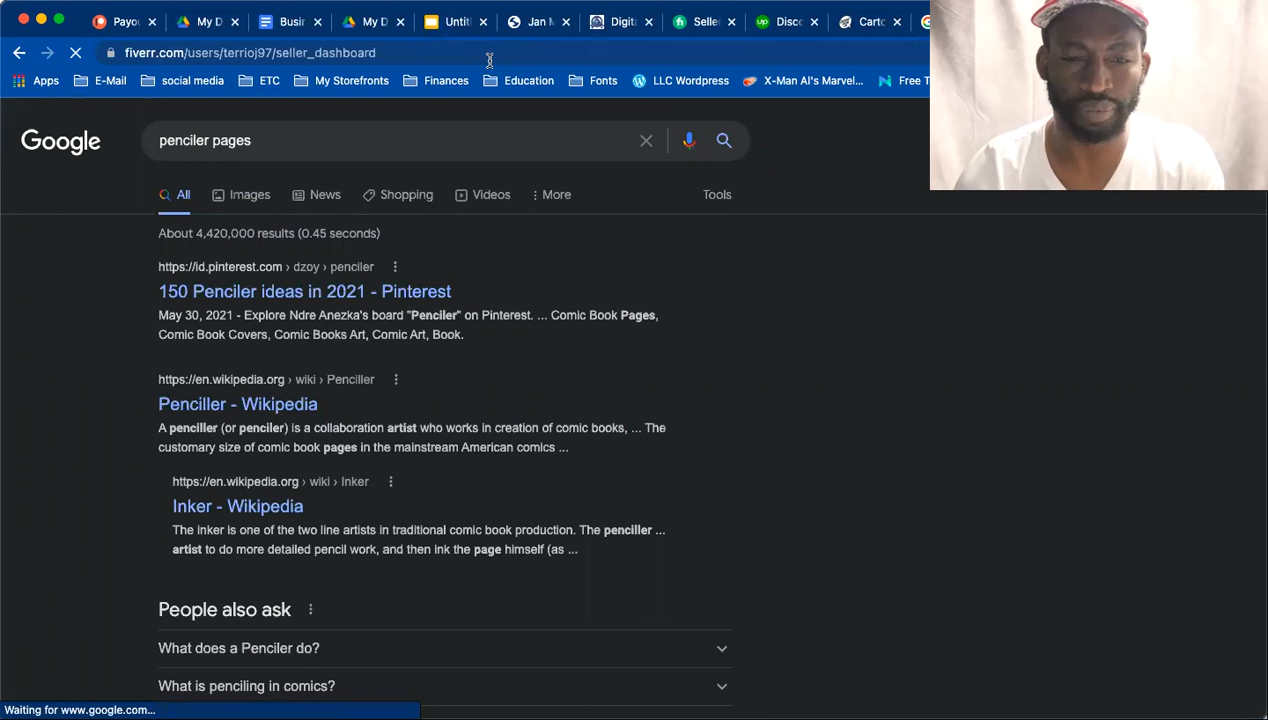 Payou
My D
Busin
My D
Untit
Jan M
Digit
Seller
Disco
Carto
fiverr.com/users/terrioj97/seller_dashboard
Apps
E-Mail
social media
ETC
My Storefronts
Finances
Education
Fonts
LLC Wordpress
X-Man Al's Marvel...
Free T
Google
penciler pages
All
Images
News
Shopping
Videos
More
Tools
About 4,420,000 results (0.45 seconds)
https://id.pinterest.com › dzoy › penciler
150 Penciler ideas in 2021 - Pinterest
May 30, 2021 - Explore Ndre Anezka's board "Penciler" on Pinterest. ... Comic Book Pages,
Comic Book Covers, Comic Books Art, Comic Art, Book.
https://en.wikipedia.org › wiki › Penciller
Penciller - Wikipedia
A penciller (or penciler) is a collaboration artist who works in creation of comic books, ... The
customary size of comic book pages in the mainstream American comics ...
https://en.wikipedia.org › wiki › Inker
Inker - Wikipedia
The inker is one of the two line artists in traditional comic book production. The penciller ...
artist to do more detailed pencil work, and then ink the page himself (as ...
People also ask
What does a Penciler do?
What is penciling in comics?
Waiting for www.google.com...